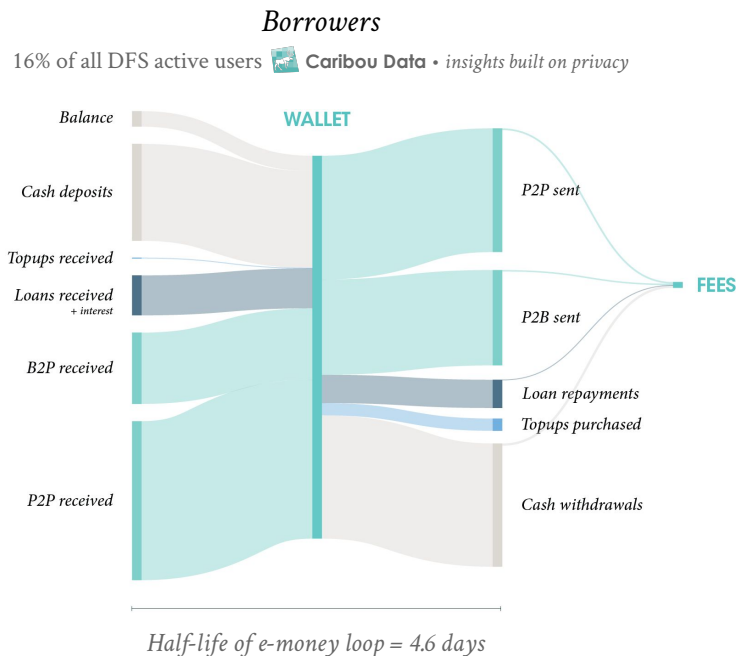 Borrowers
16% of all DFS active users Caribou Data • insights built on privacy
Balance
WALLET
Cash deposits
P2P sent
Topups received
FEES
Loans received
+ interest
P2B sent
B2P received
Loan repayments
Topups purchased
P2P received
Cash withdrawals
Half-life of e-money loop = 4.6 days